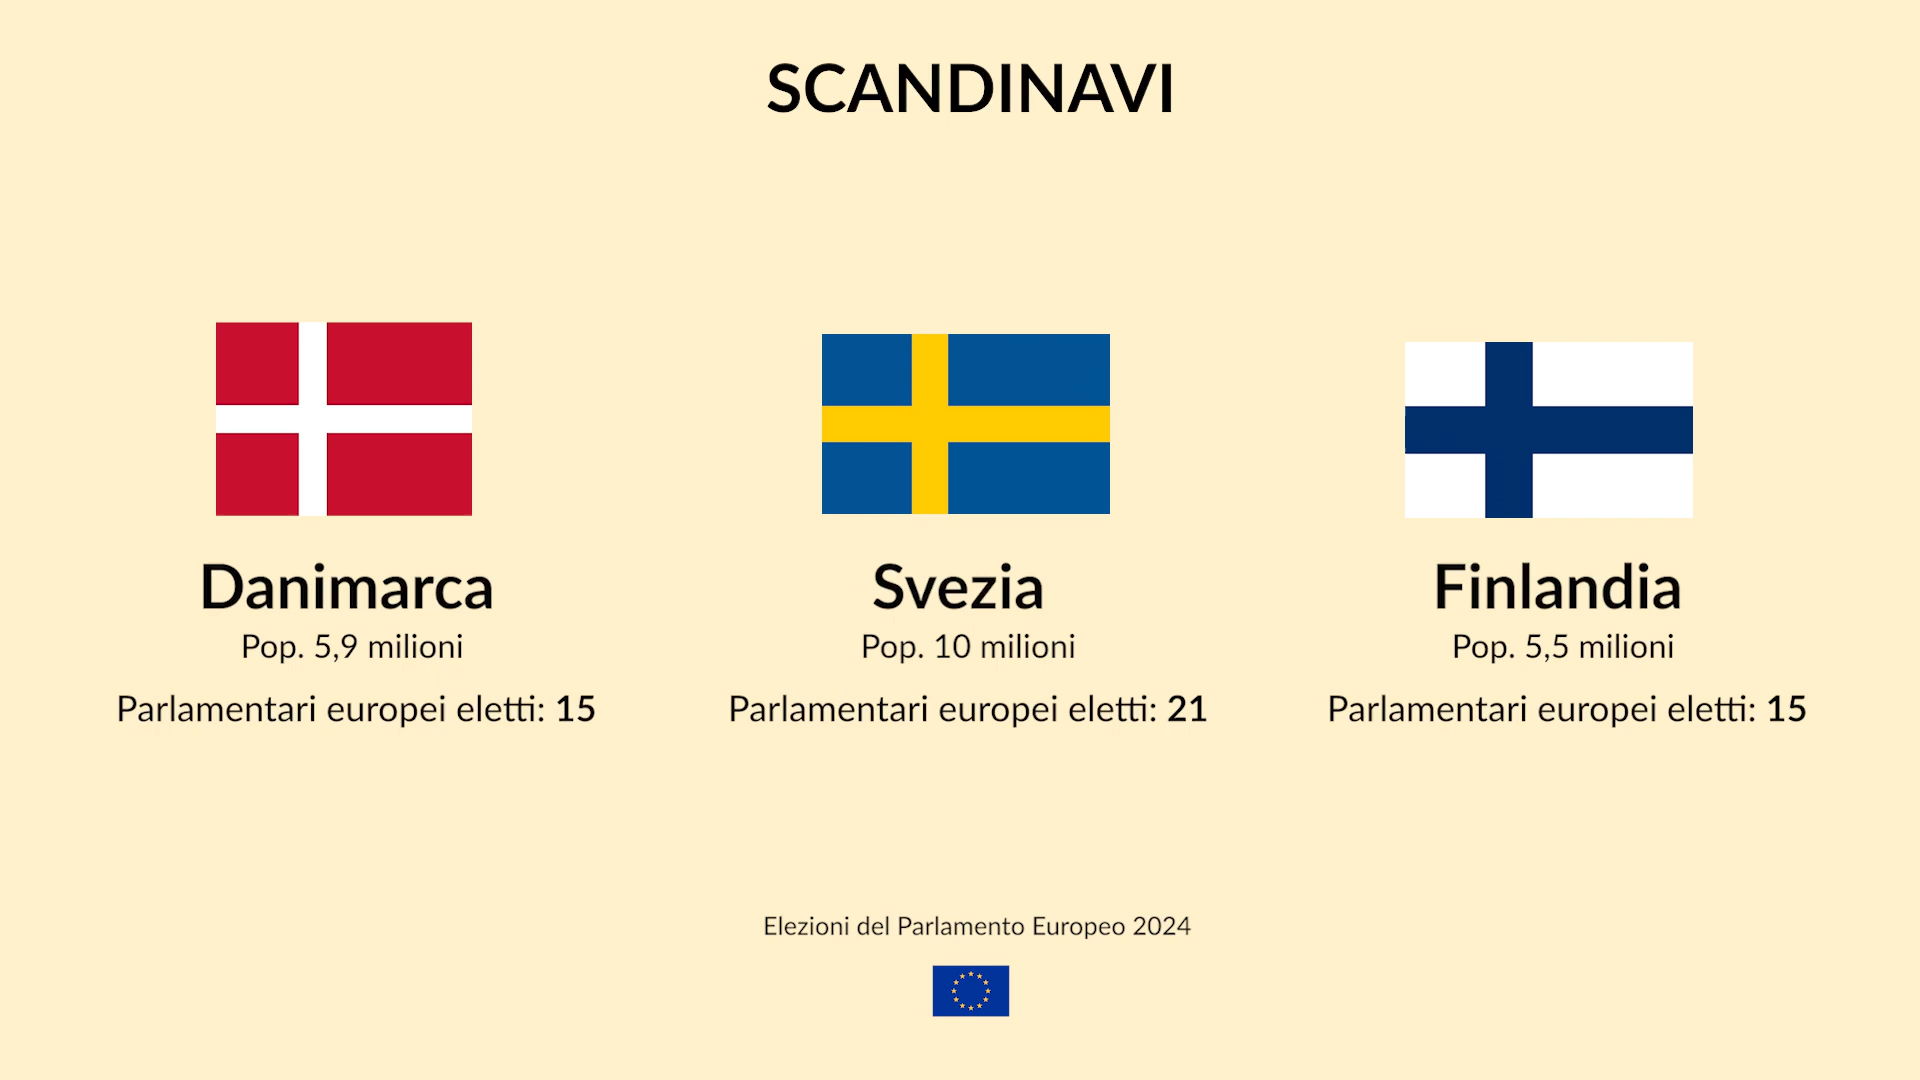 SCANDINAVI
Danimarca
Pop. 5,9 milioni
Parlamentari europei eletti: 15
Svezia
Pop. 10 milioni
Parlamentari europei eletti: 21
Finlandia
Pop. 5,5 milioni
Parlamentari europei eletti: 15
Elezioni del Parlamento Europeo 2024